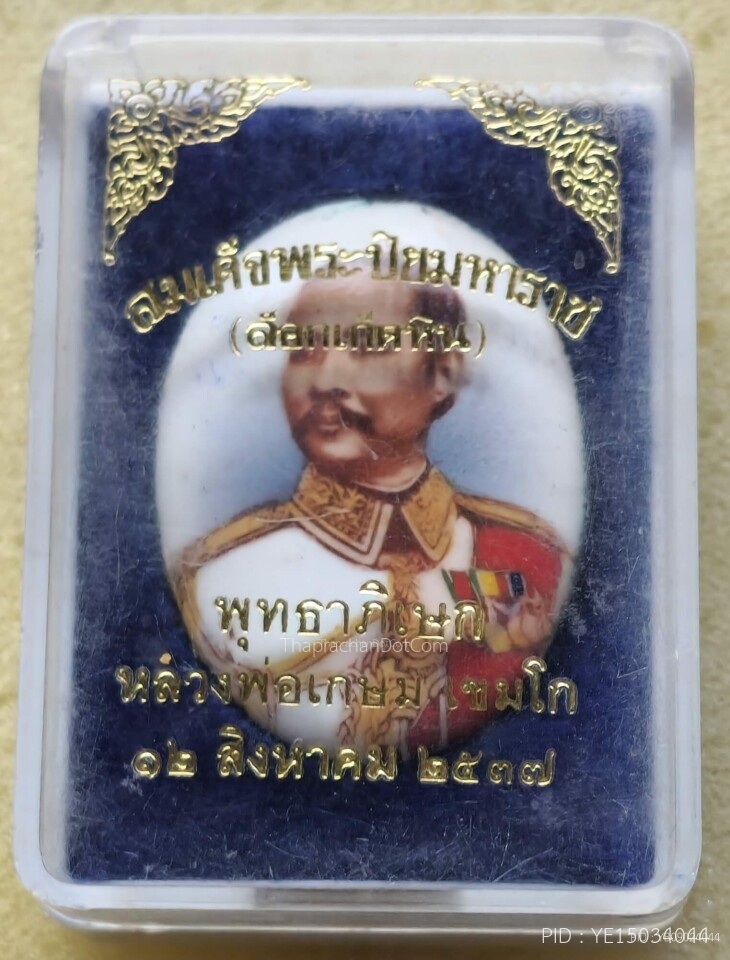 สมเด็จพระปิยมหาราช
(ล๊อกเก็ตหิน)
พุทธาภิเษก
ThaprachanDotCom
หลวงพ่อเกษม เขมโก
๑๒ สิงหาคม ๒๕๓๗
PID : YE15034044